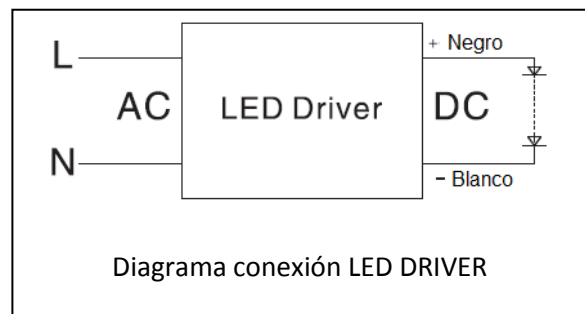 L
+ Negro
AC
LED Driver
DC
N
- Blanco
Diagrama conexión LED DRIVER